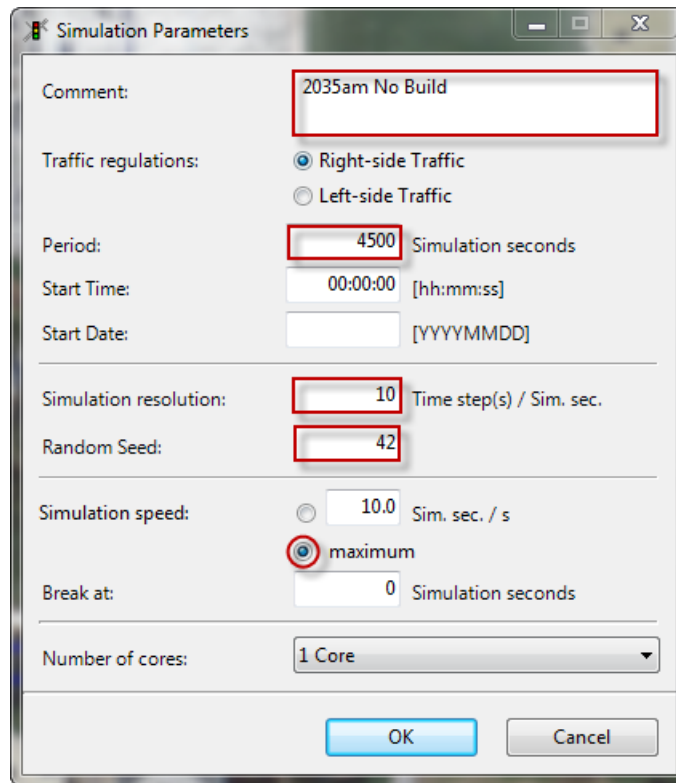 Simulation Parameters
Comment: 2035am No Build
Traffic regulations: Right-side Traffic
Left-side Traffic
Period: 4500 Simulation seconds
Start Time: 00:00:00 [hh:mm:ss]
Start Date: [YYYYMMDD]
Simulation resolution: 10 Time step(s) / Sim. sec.
Random Seed: 42
Simulation speed: 10.0 Sim. sec. / s
maximum
Break at: 0 Simulation seconds
Number of cores: 1 Core
OK Cancel